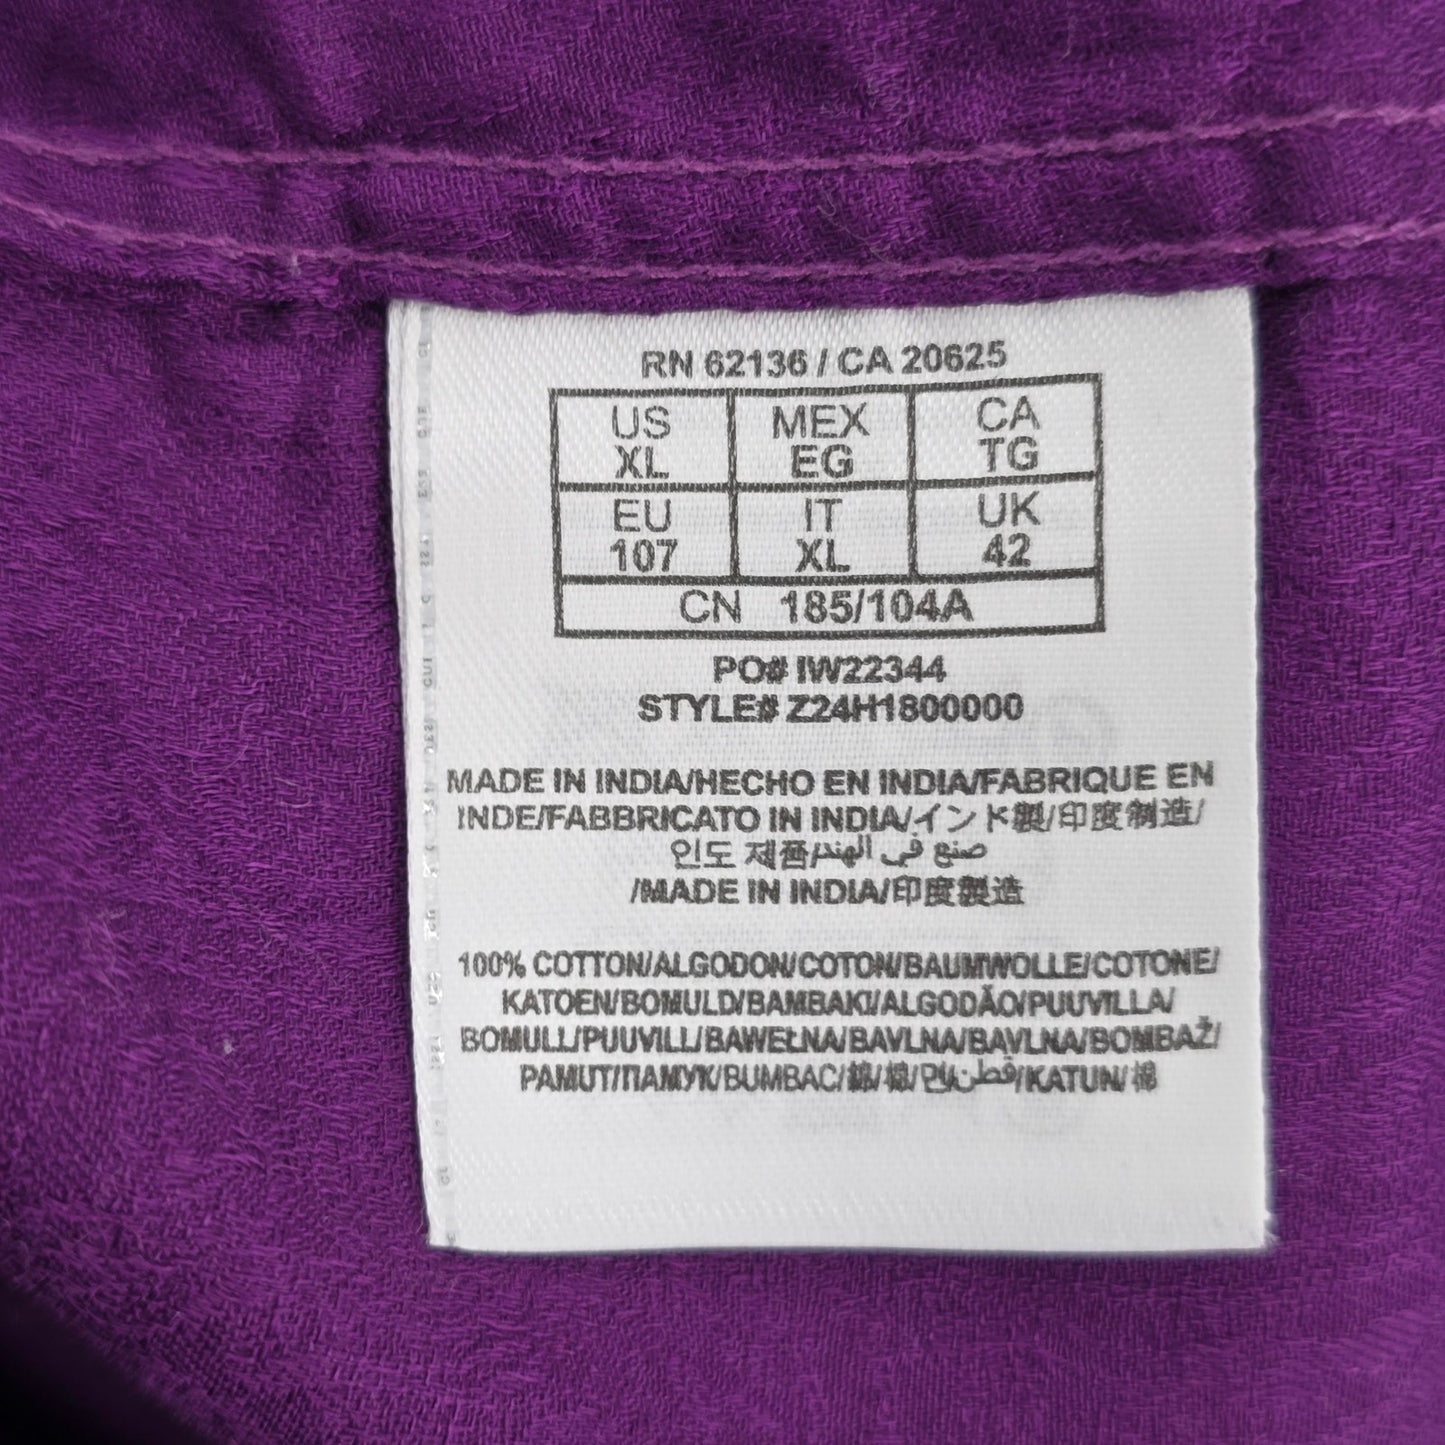 RN 62136 / CA 20625
US MEX CA
XL EG TG
EU IT UK
107 XL 42
CN 185/104A
PO# IW22344
STYLE# Z24H1800000
MADE IN INDIA/HECHO EN INDIA/FABRIQUE EN
INDE/FABBRICATO IN INDIA/インド製/印度制造/
인도 제품/صنع في الهند
/MADE IN INDIA/印度製造
100% COTTON/ALGODON/COTON/BAUMWOLLE/COTONE/
KATOEN/BOMULD/BAMBAKI/ALGODÃO/PUUVILLA/
BOMULL/PUUVILL/BAWEŁNA/BAVLNA/BAVLNA/BOMBAŽ/
PAMUT/ПАМУК/BUMBAC/綿/棉/면/قطن/KATUN/棉